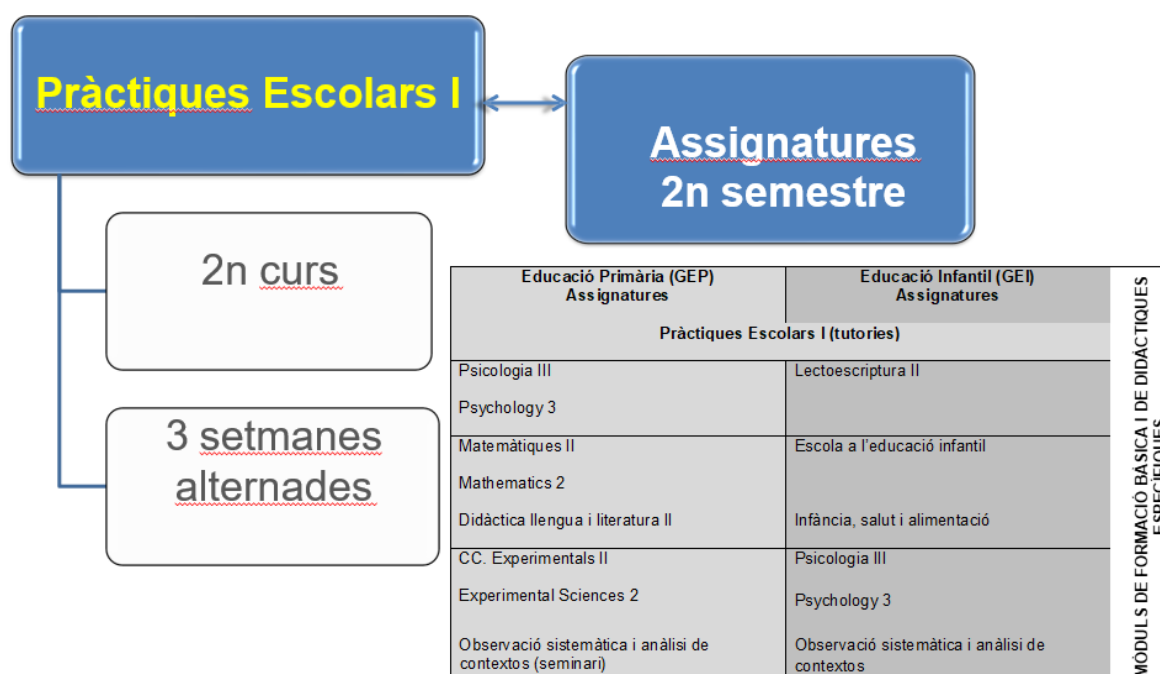 Pràctiques Escolars I
Assignatures
2n semestre
2n curs
3 setmanes
alternades
Educació Primària (GEP)
Assignatures
Educació Infantil (GEI)
Assignatures
Pràctiques Escolars I (tutories)
Psicologia III
Psychology 3
Lectoescriptura II
Matemàtiques II
Mathematics 2
Didàctica llengua i literatura II
Escola a l'educació infantil
Infància, salut i alimentació
CC. Experimentals II
Experimental Sciences 2
Observació sistemàtica i anàlisi de
contextos (seminari)
Psicologia III
Psychology 3
Observació sistemàtica i anàlisi de
contextos
MÒDULS DE FORMACIÓ BÀSICA I DE DIDÀCTIQUES
ESPECÍFIQUES